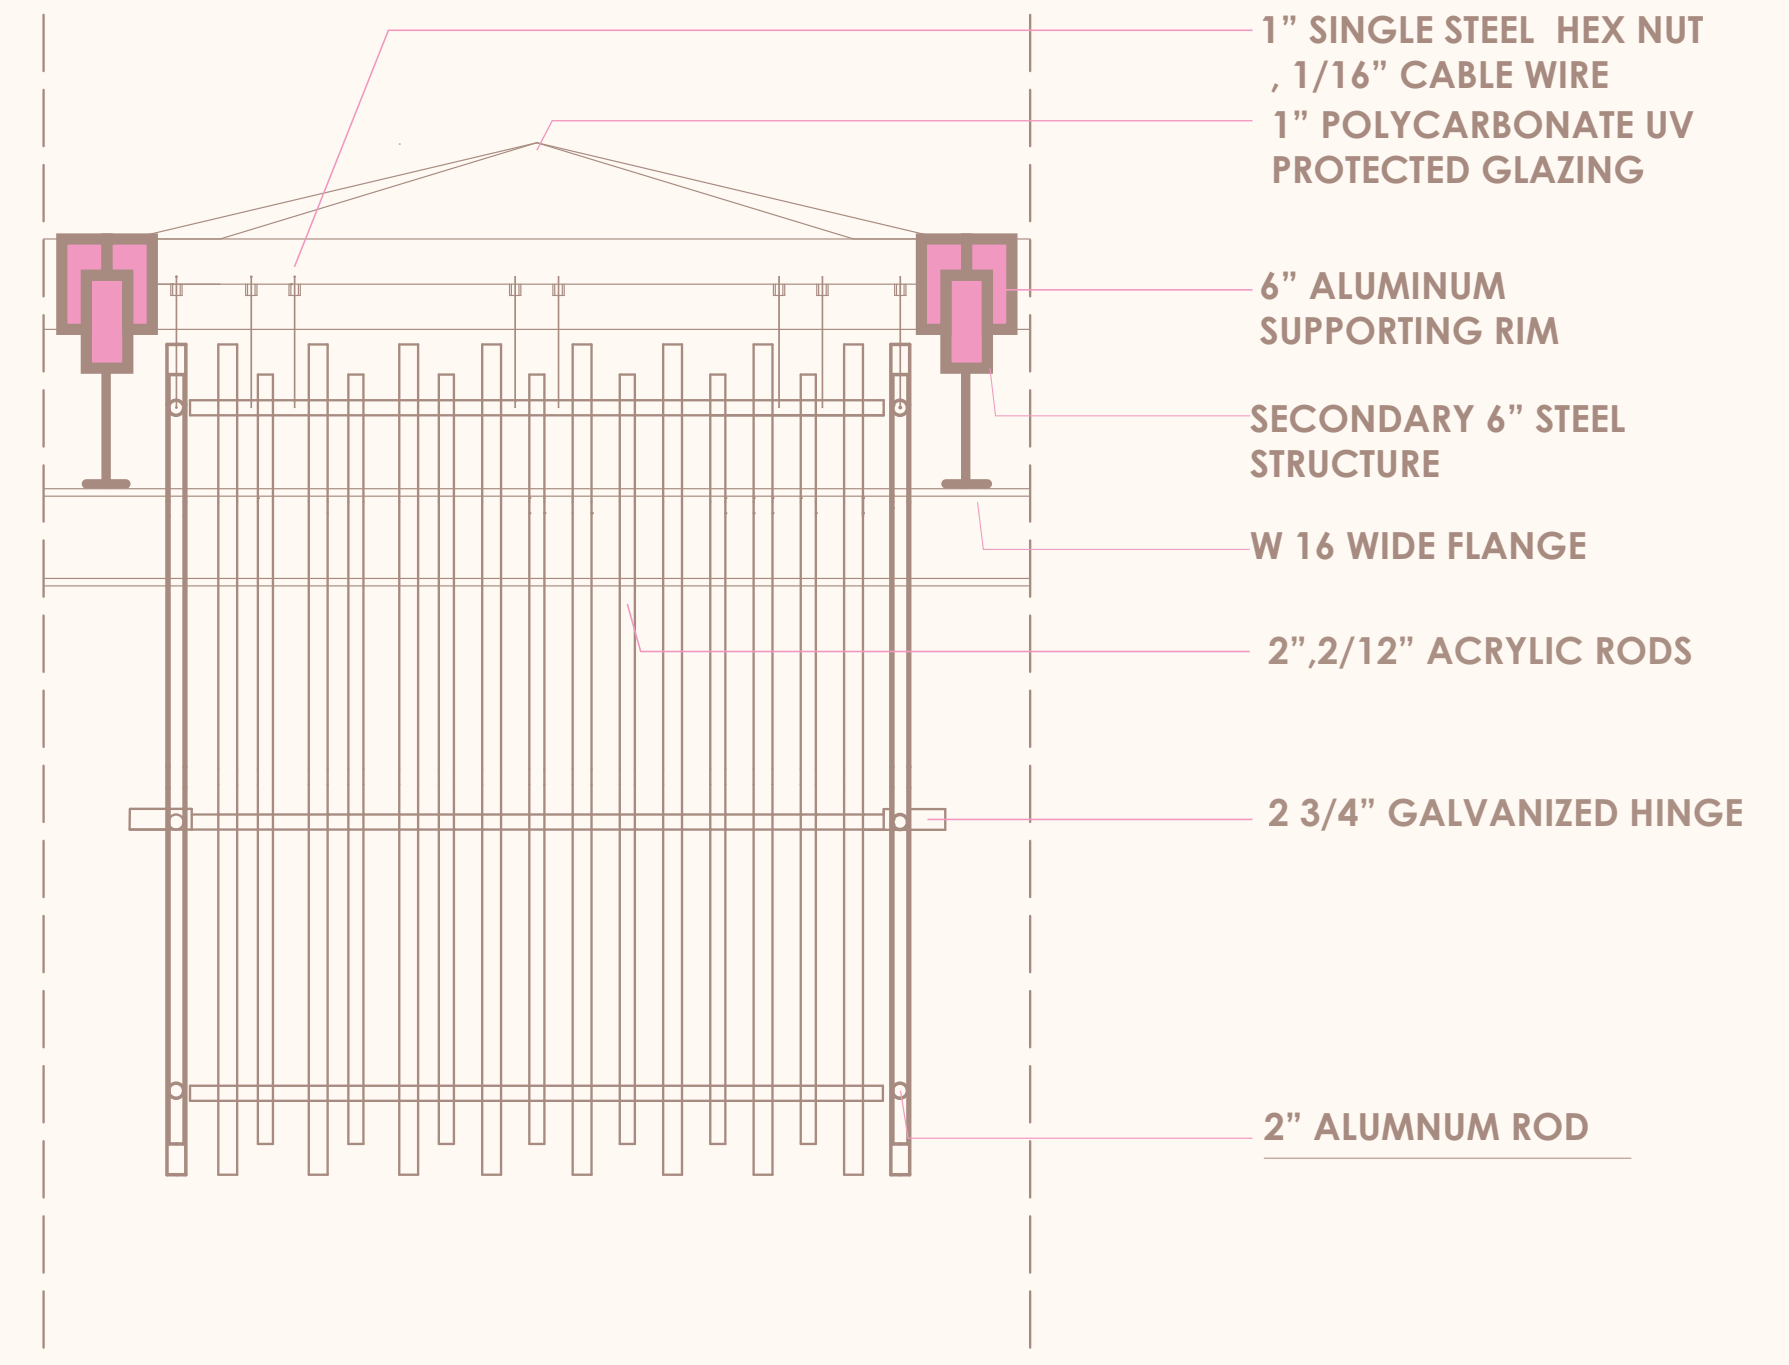 1” SINGLE STEEL  HEX NUT
, 1/16” CABLE WIRE
1” POLYCARBONATE UV
PROTECTED GLAZING
6” ALUMINUM
SUPPORTING RIM
SECONDARY 6” STEEL
STRUCTURE
W 16 WIDE FLANGE
2”,2/12” ACRYLIC RODS
2 3/4” GALVANIZED HINGE
2” ALUMNUM ROD